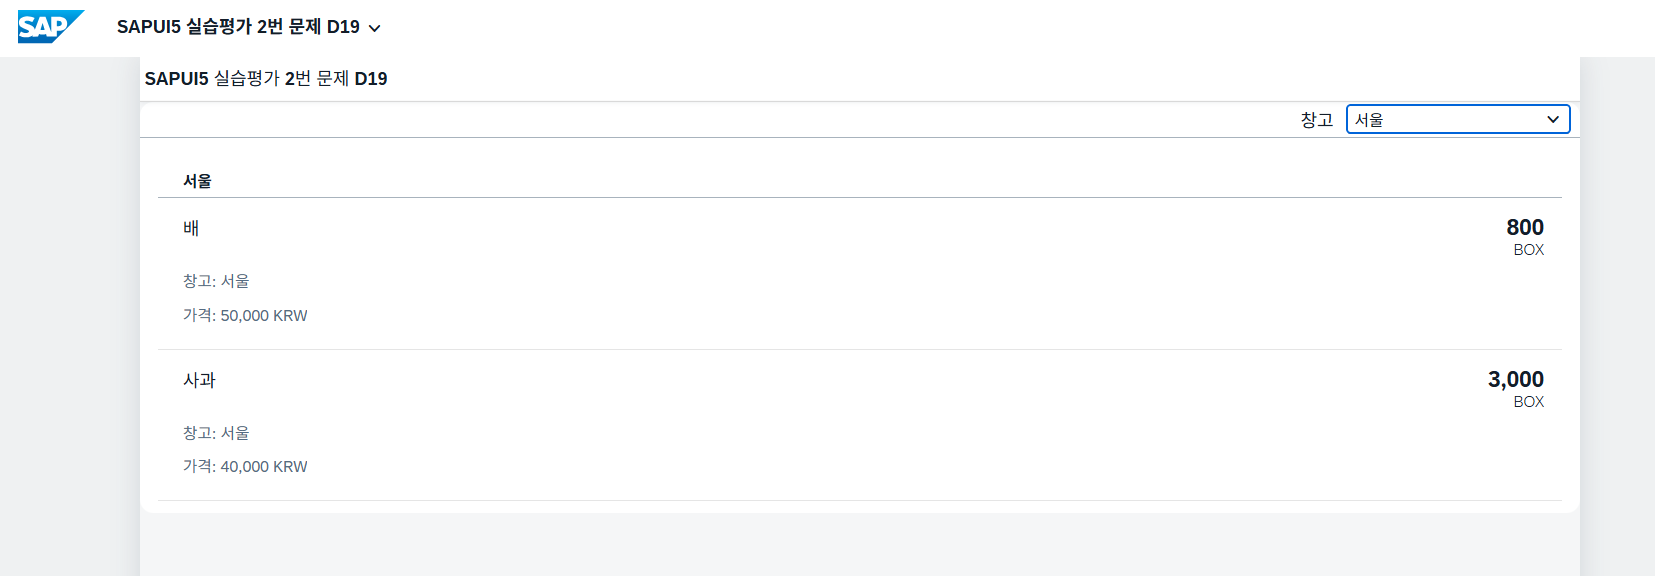 SAP SAPUI5 실습평가 2번 문제 D19
SAPUI5 실습평가 2번 문제 D19
창고 서울
서울
배 800
BOX
창고: 서울
가격: 50,000 KRW
사과 3,000
BOX
창고: 서울
가격: 40,000 KRW